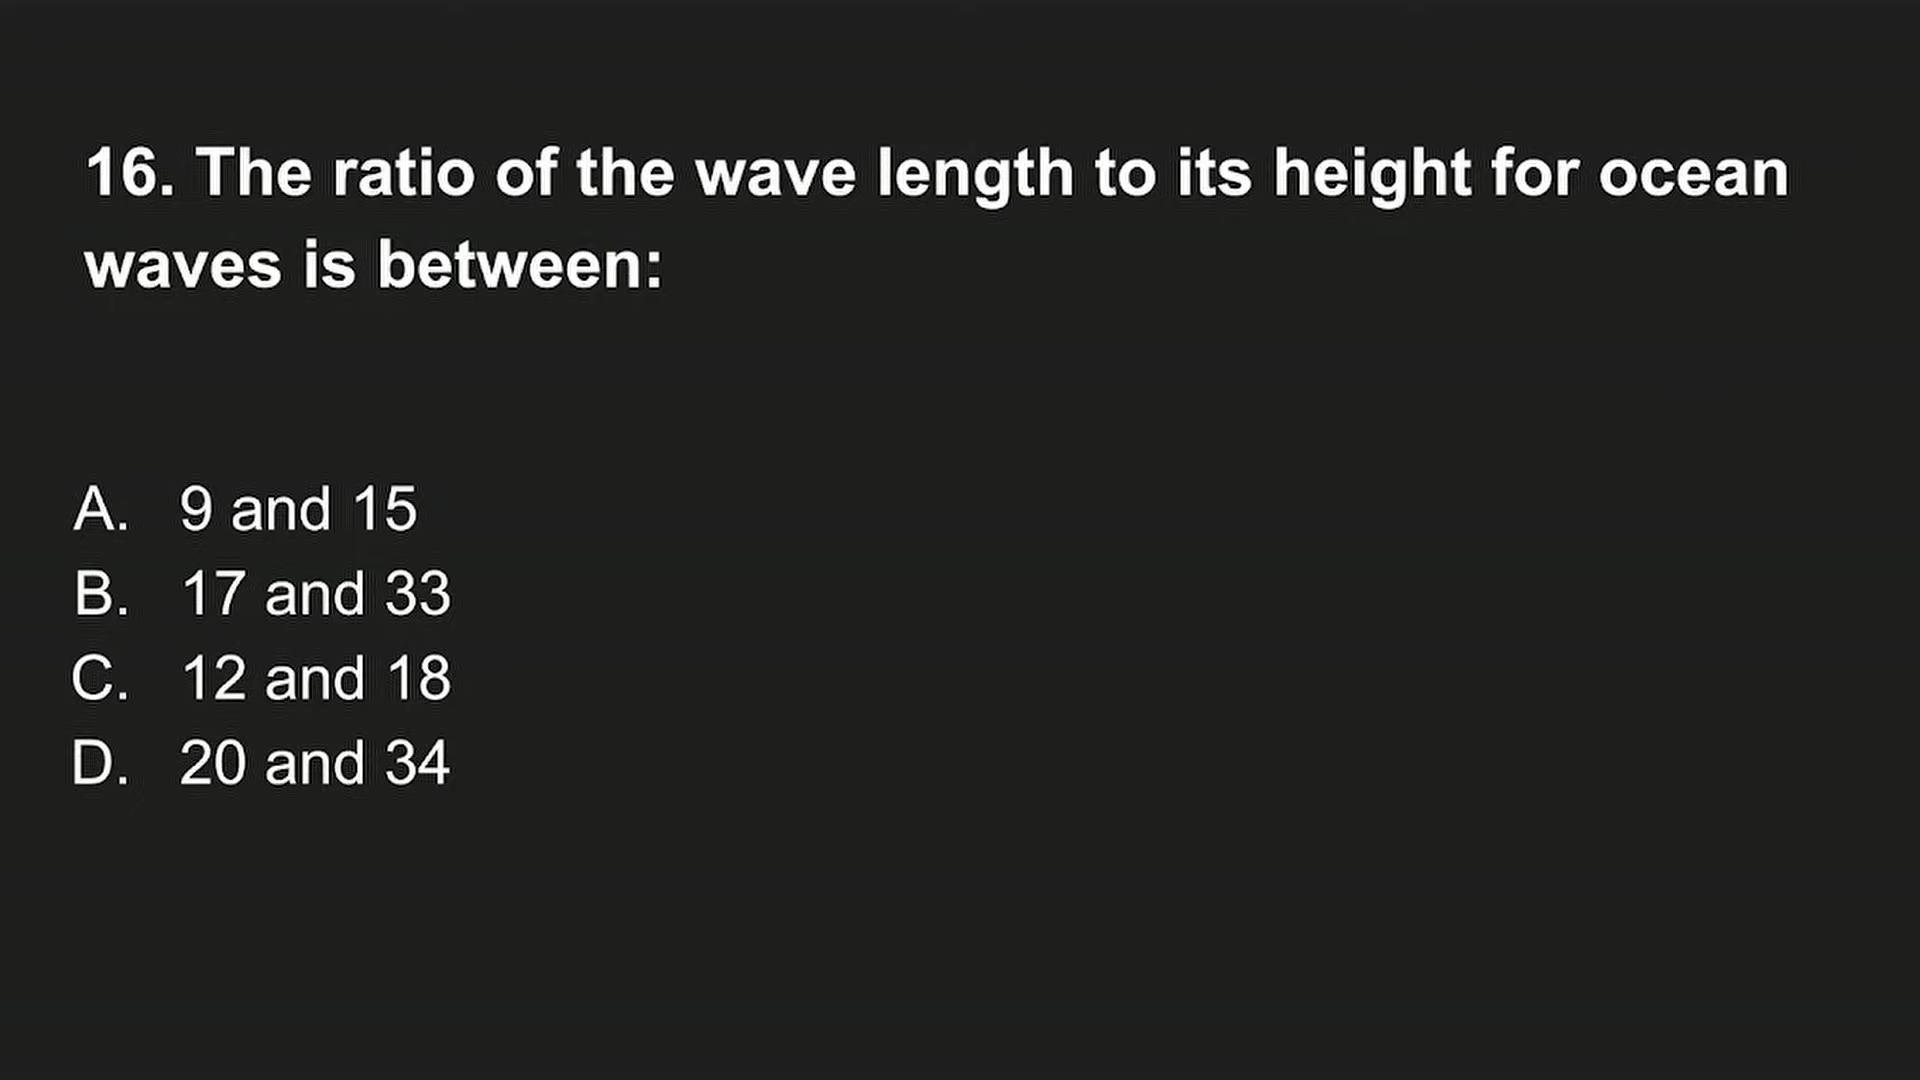 16. The ratio of the wave length to its height for ocean
waves is between:
A. 9 and 15
B. 17 and 33
C. 12 and 18
D. 20 and 34